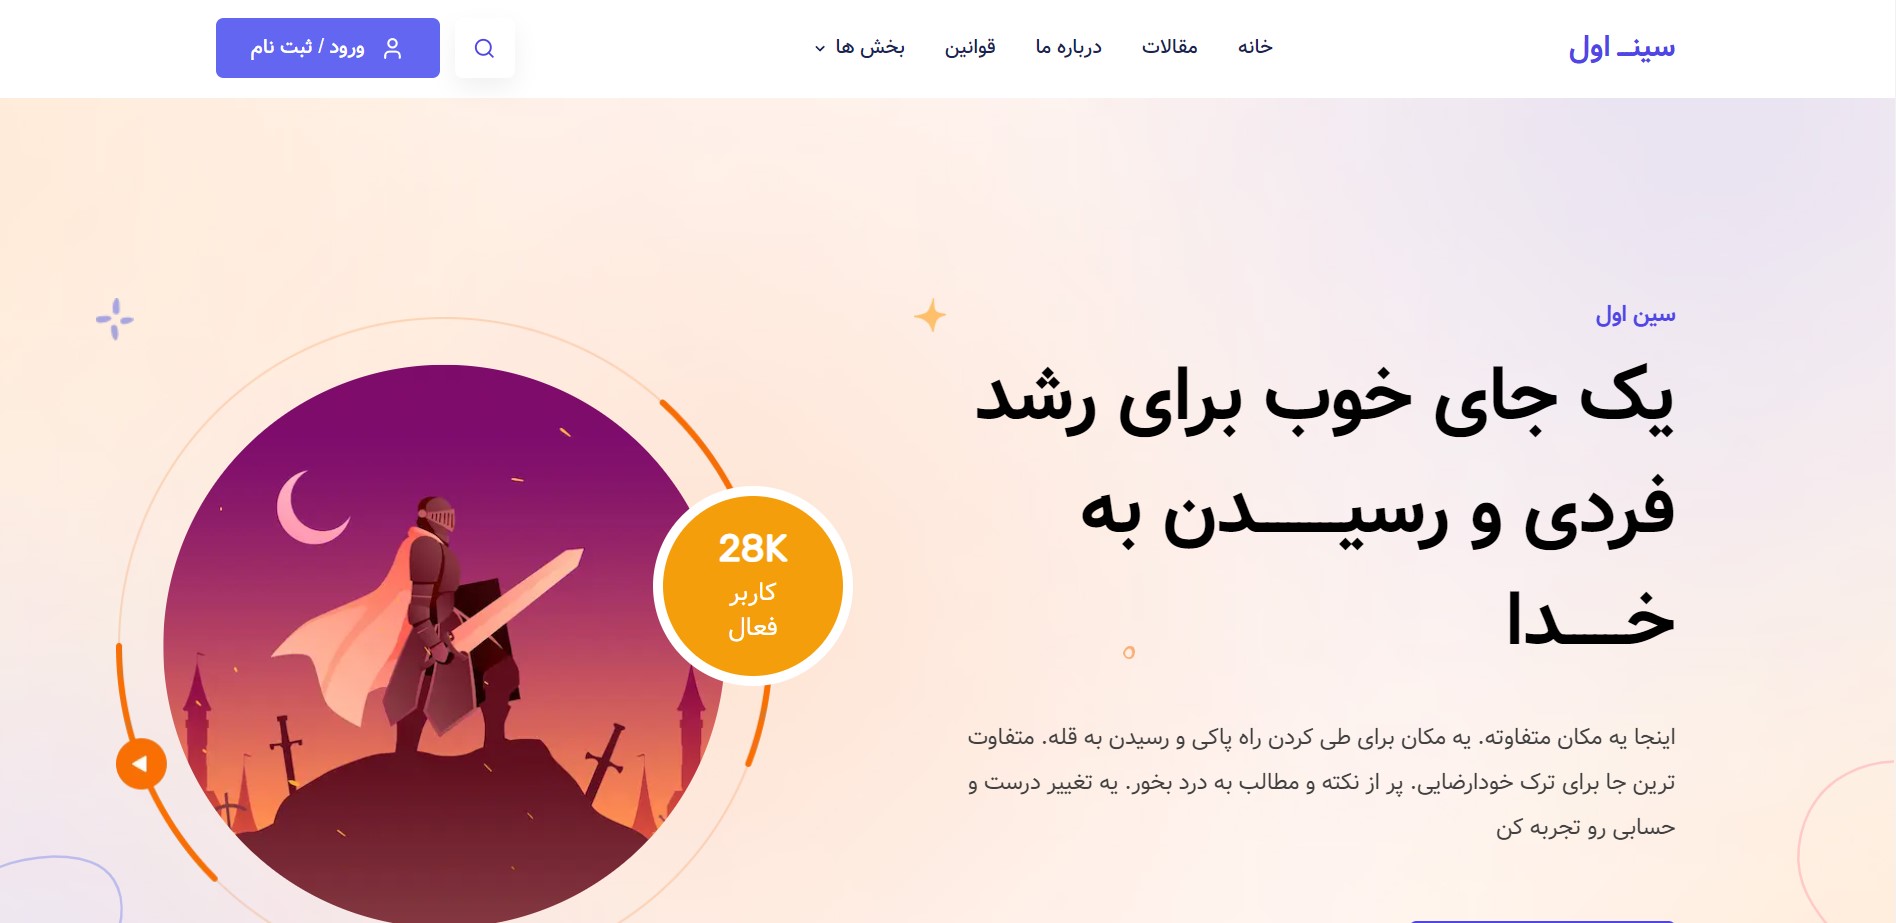 سینــ اول
خانه
مقالات
درباره ما
قوانین
بخش ها
ورود / ثبت نام
سین اول
یک جای خوب برای رشد
فردی و رسیــــدن به
خـــدا
اینجا یه مکان متفاوته. یه مکان برای طی کردن راه پاکی و رسیدن به قله. متفاوت
ترین جا برای ترک خودارضایی. پر از نکته و مطالب به درد بخور. یه تغییر درست و
حسابی رو تجربه کن
28K
کاربر
فعال